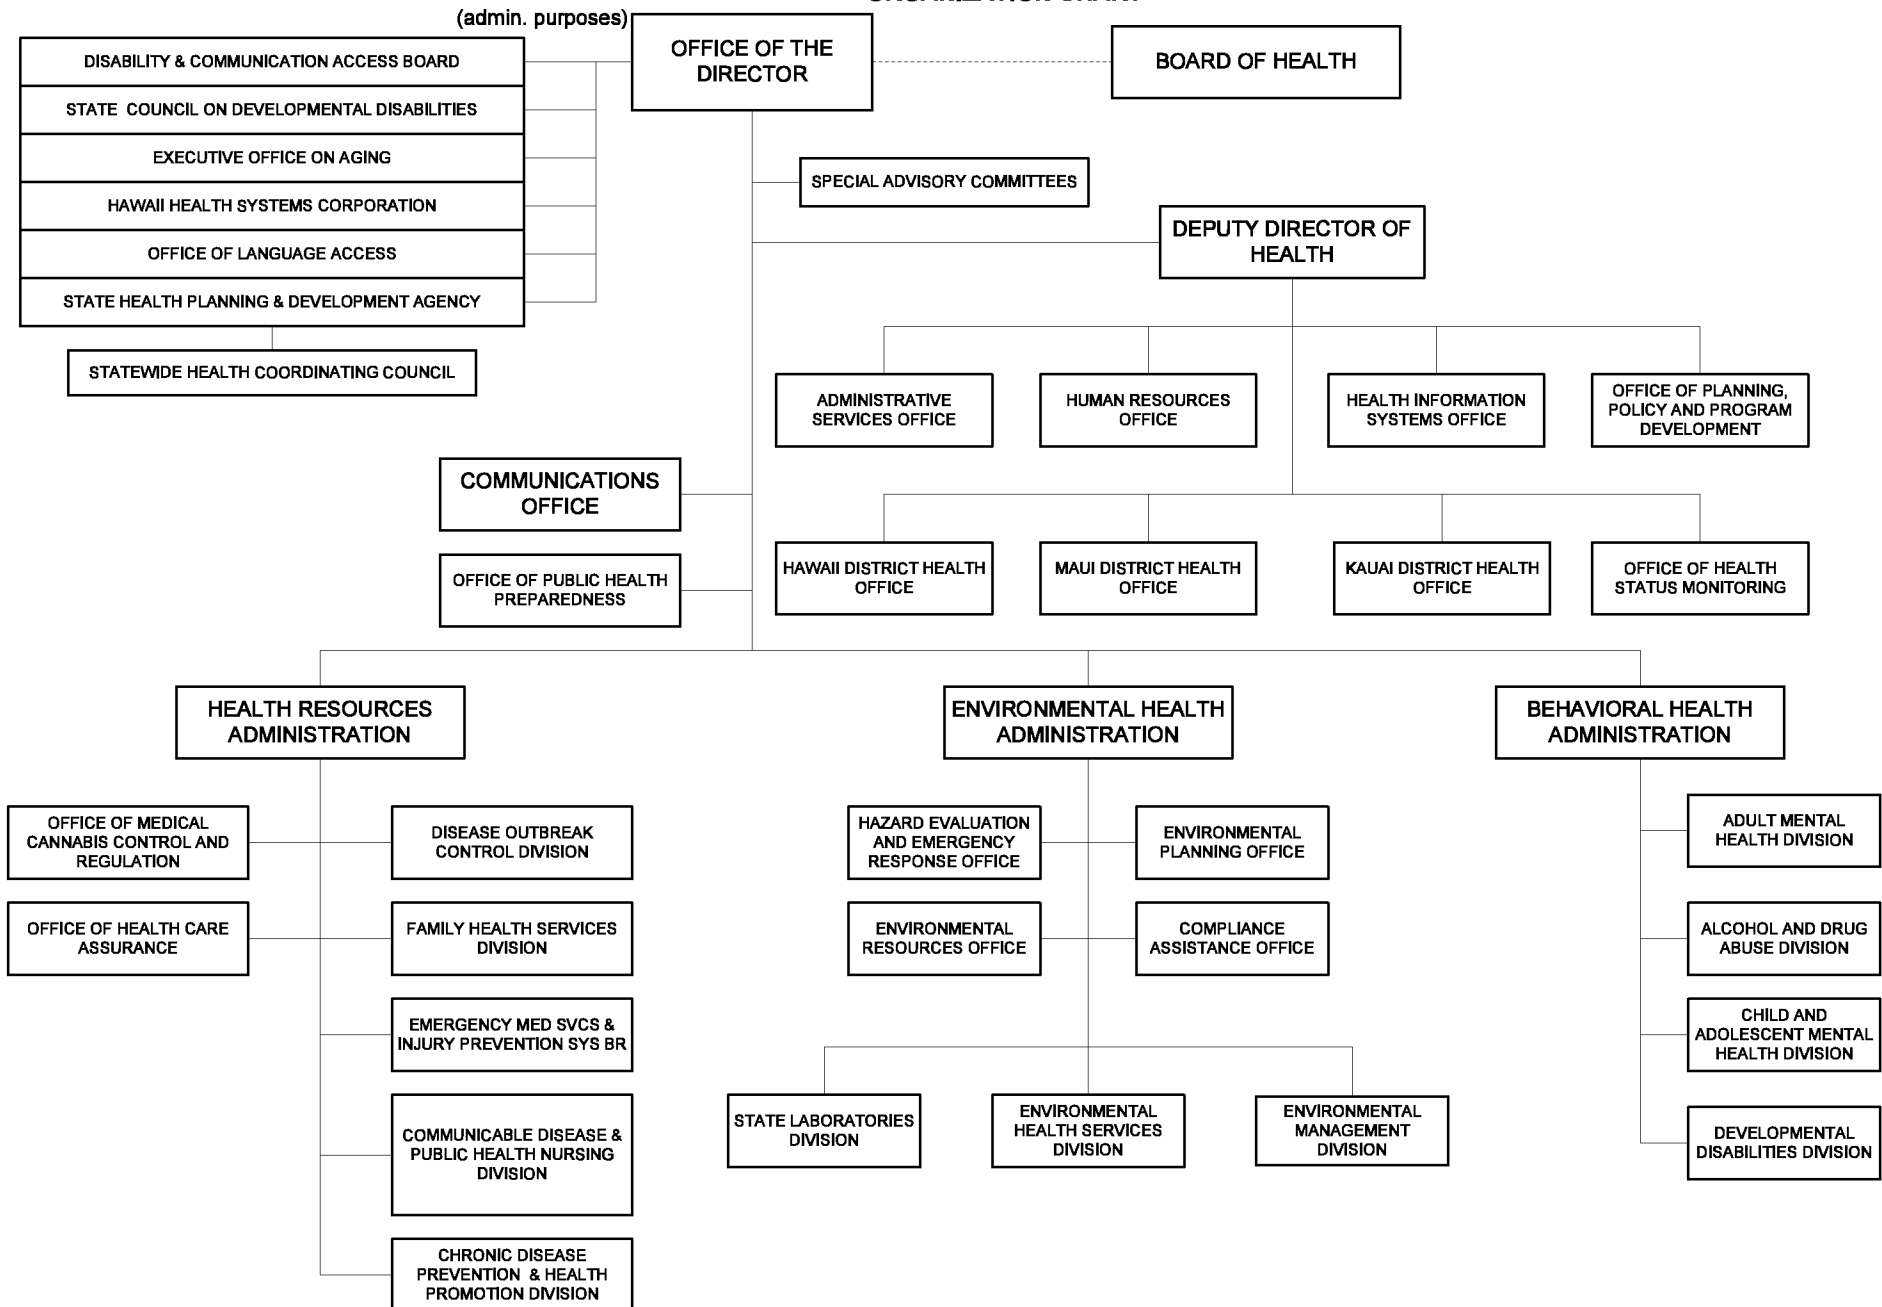 (admin. purposes)
DISABILITY & COMMUNICATION ACCESS BOARD
STATE COUNCIL ON DEVELOPMENTAL DISABILITIES
EXECUTIVE OFFICE ON AGING
HAWAII HEALTH SYSTEMS CORPORATION
OFFICE OF LANGUAGE ACCESS
STATE HEALTH PLANNING & DEVELOPMENT AGENCY
STATEWIDE HEALTH COORDINATING COUNCIL
OFFICE OF THE
DIRECTOR
BOARD OF HEALTH
SPECIAL ADVISORY COMMITTEES
DEPUTY DIRECTOR OF
HEALTH
ADMINISTRATIVE
SERVICES OFFICE
HUMAN RESOURCES
OFFICE
HEALTH INFORMATION
SYSTEMS OFFICE
OFFICE OF PLANNING,
POLICY AND PROGRAM
DEVELOPMENT
COMMUNICATIONS
OFFICE
HAWAII DISTRICT HEALTH
OFFICE
MAUI DISTRICT HEALTH
OFFICE
KAUAI DISTRICT HEALTH
OFFICE
OFFICE OF HEALTH
STATUS MONITORING
OFFICE OF PUBLIC HEALTH
PREPAREDNESS
HEALTH RESOURCES
ADMINISTRATION
OFFICE OF MEDICAL
CANNABIS CONTROL AND
REGULATION
DISEASE OUTBREAK
CONTROL DIVISION
OFFICE OF HEALTH CARE
ASSURANCE
FAMILY HEALTH SERVICES
DIVISION
EMERGENCY MED SVCS &
INJURY PREVENTION SYS BR
COMMUNICABLE DISEASE &
PUBLIC HEALTH NURSING
DIVISION
CHRONIC DISEASE
PREVENTION & HEALTH
PROMOTION DIVISION
ENVIRONMENTAL HEALTH
ADMINISTRATION
HAZARD EVALUATION
AND EMERGENCY
RESPONSE OFFICE
ENVIRONMENTAL
PLANNING OFFICE
ENVIRONMENTAL
RESOURCES OFFICE
COMPLIANCE
ASSISTANCE OFFICE
STATE LABORATORIES
DIVISION
ENVIRONMENTAL
HEALTH SERVICES
DIVISION
ENVIRONMENTAL
MANAGEMENT
DIVISION
BEHAVIORAL HEALTH
ADMINISTRATION
ADULT MENTAL
HEALTH DIVISION
ALCOHOL AND DRUG
ABUSE DIVISION
CHILD AND
ADOLESCENT MENTAL
HEALTH DIVISION
DEVELOPMENTAL
DISABILITIES DIVISION